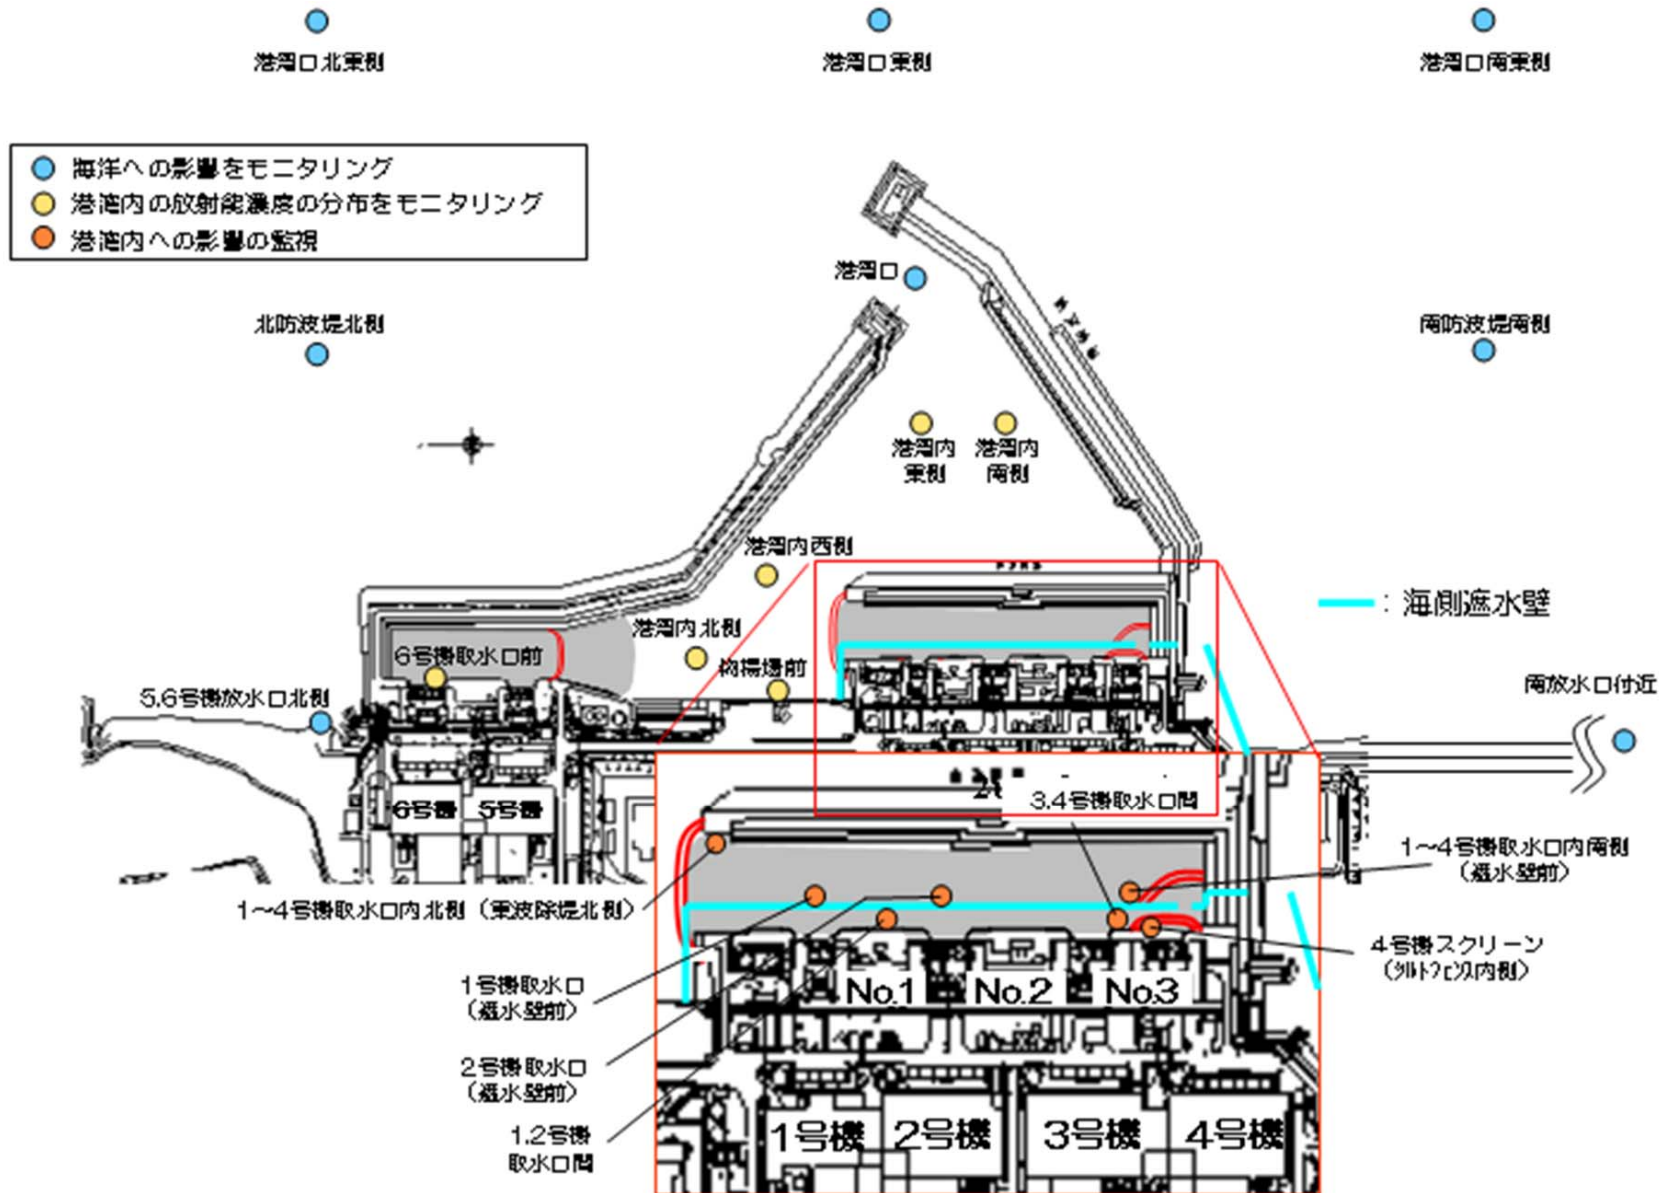 港湾口北東側
港湾口東側
港湾口南東側
海洋への影響をモニタリング
港湾内の放射能濃度の分布をモニタリング
港湾内への影響の監視
港湾口
北防波堤北側
南防波堤南側
港湾内
東側
港湾内
南側
港湾内西側
:海側遮水壁
港湾内北側
6号機取水口前
物揚場前
南放水口付近
5.6号機放水口北側
6号機
5号機
3.4号機取水口間
1~4号機取水口内南側
(遮水壁前)
1~4号機取水口内北側(東波除堤北側)
4号機スクリーン
(シルトフェンス内側)
1号機取水口
(遮水壁前)
No.1
No.2
No.3
2号機取水口
(遮水壁前)
1.2号機
取水口間
1号機
2号機
3号機
4号機